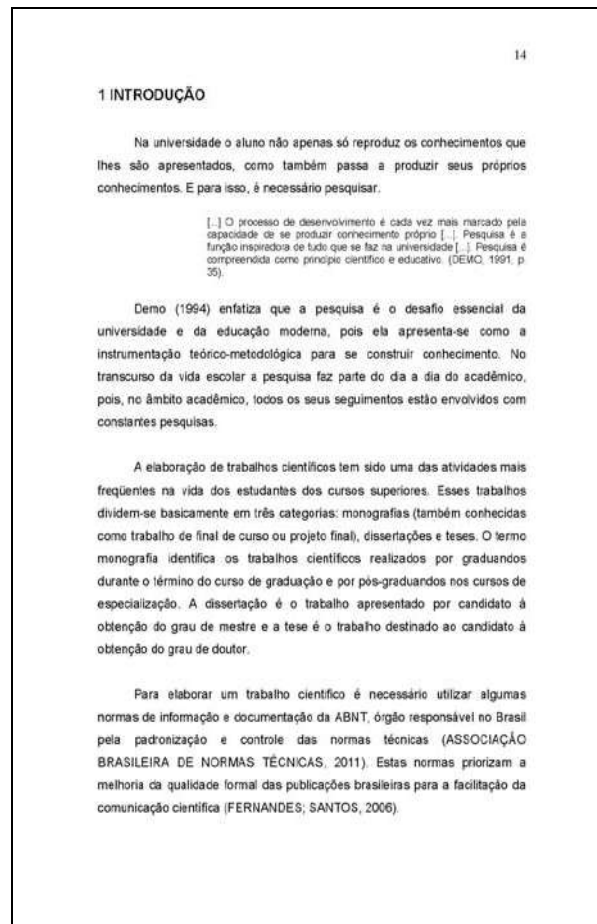 14
1 INTRODUÇÃO
Na universidade o aluno não apenas só reproduz os conhecimentos que
lhes são apresentados, como também passa a produzir seus próprios
conhecimentos. E para isso, é necessário pesquisar.
[...] O processo de desenvolvimento é cada vez mais marcado pela
capacidade de se produzir conhecimento próprio [...]. Pesquisa é a
função inspiradora de tudo que se faz na universidade [...]. Pesquisa é
compreendida como princípio científico e educativo. (DEMO, 1991, p.
35).
Demo (1994) enfatiza que a pesquisa é o desafio essencial da
universidade e da educação moderna, pois ela apresenta-se como a
instrumentação teórico-metodológica para se construir conhecimento. No
transcurso da vida escolar a pesquisa faz parte do dia a dia do acadêmico,
pois, no âmbito acadêmico, todos os seus seguimentos estão envolvidos com
constantes pesquisas.
A elaboração de trabalhos científicos tem sido uma das atividades mais
freqüentes na vida dos estudantes dos cursos superiores. Esses trabalhos
dividem-se basicamente em três categorias: monografias (também conhecidas
como trabalho de final de curso ou projeto final), dissertações e teses. O termo
monografia identifica os trabalhos científicos realizados por graduandos
durante o término do curso de graduação e por pós-graduandos nos cursos de
especialização. A dissertação é o trabalho apresentado por candidato à
obtenção do grau de mestre e a tese é o trabalho destinado ao candidato à
obtenção do grau de doutor.
Para elaborar um trabalho científico é necessário utilizar algumas
normas de informação e documentação da ABNT, órgão responsável no Brasil
pela padronização e controle das normas técnicas (ASSOCIAÇÃO
BRASILEIRA DE NORMAS TÉCNICAS, 2011). Estas normas priorizam a
melhoria da qualidade formal das publicações brasileiras para a facilitação da
comunicação científica (FERNANDES; SANTOS, 2006).